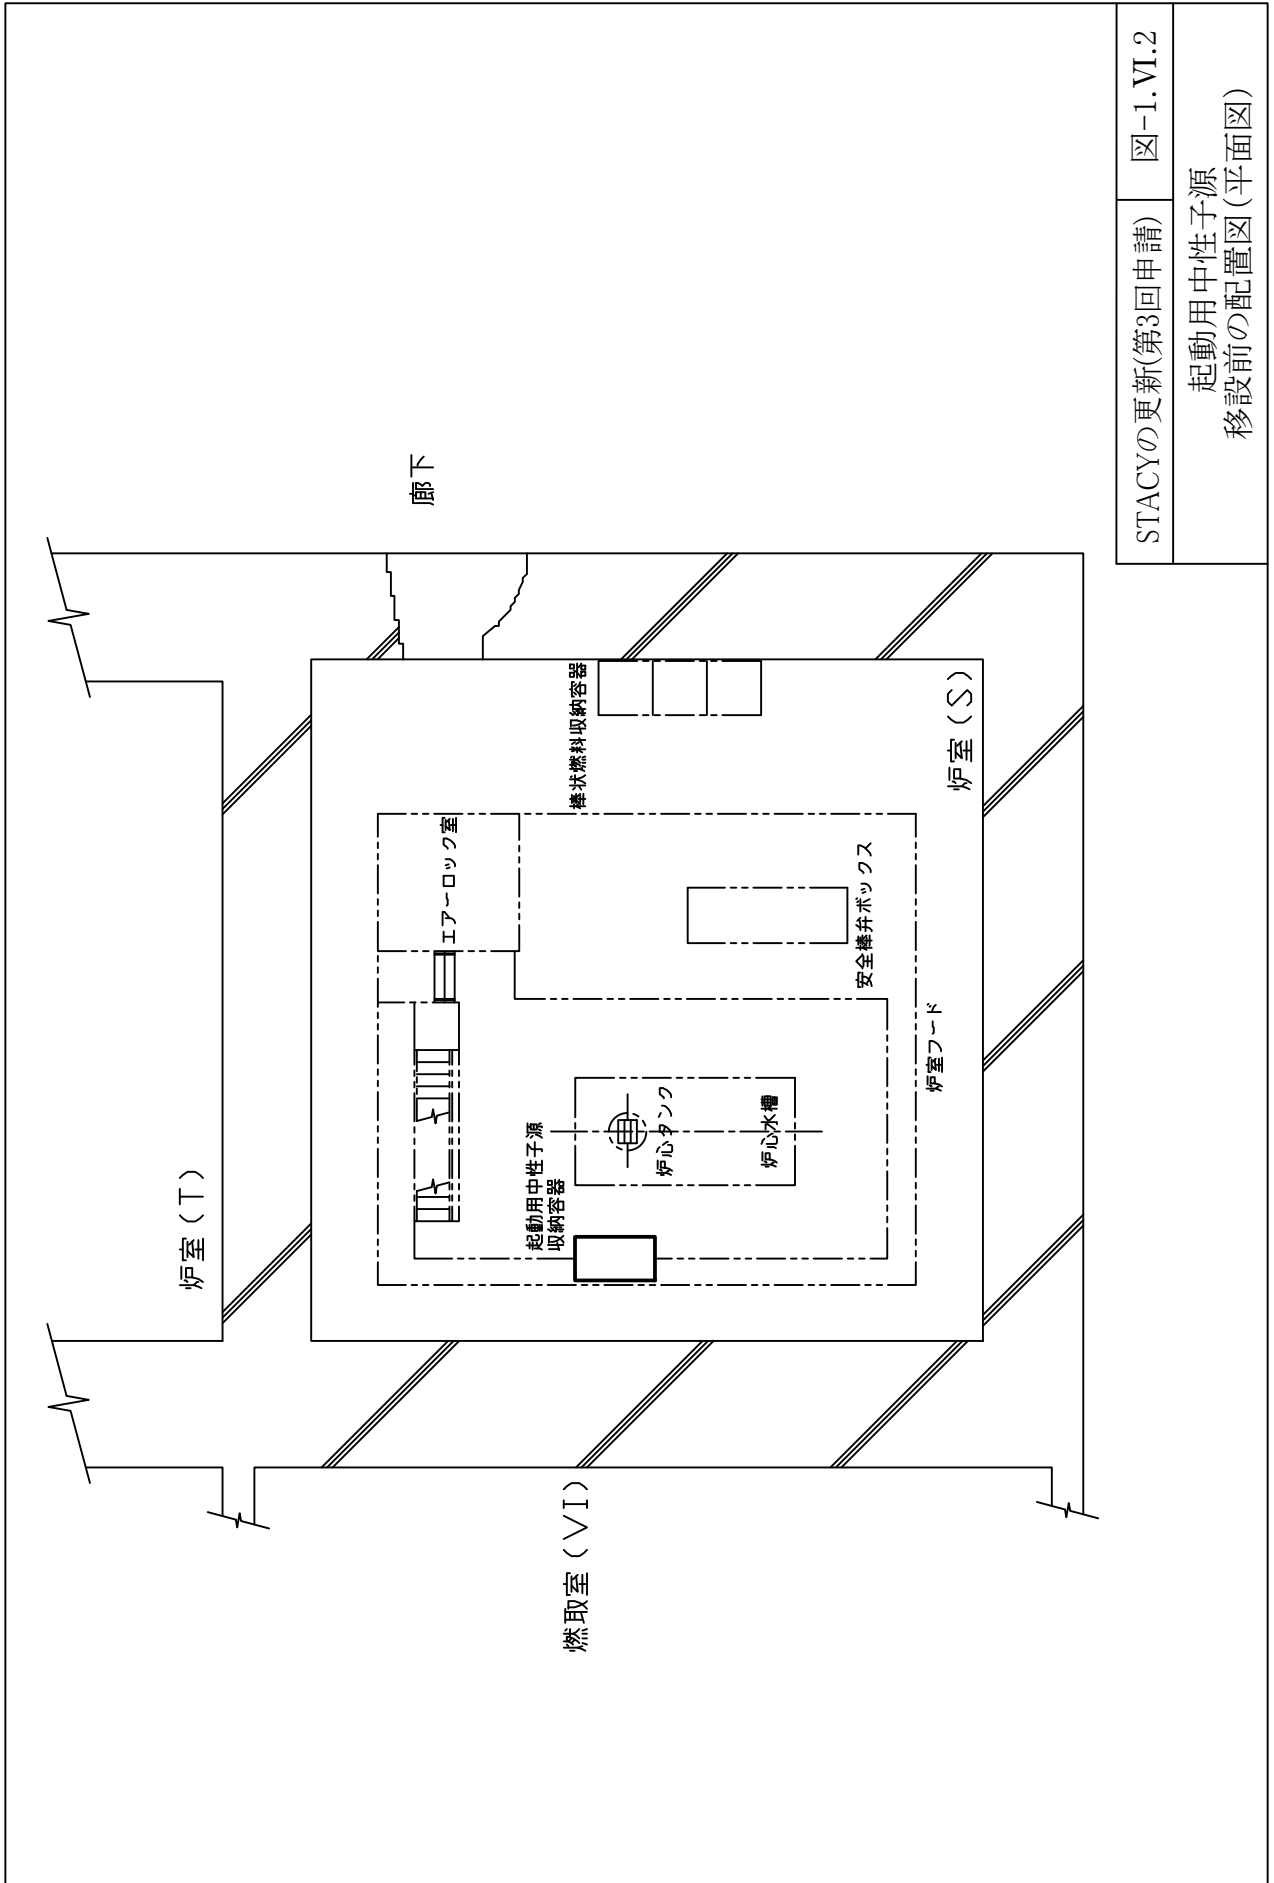 炉室(T)
廊下
棒状燃料収納容器
エアーロック室
起動用中性子源
収納容器
炉心タンク
炉心水槽
安全棒弁ボックス
炉室フード
炉室(S)
燃取室(VI)
STACYの更新(第3回申請)
図-1.VI.2
起動用中性子源
移設前の配置図(平面図)